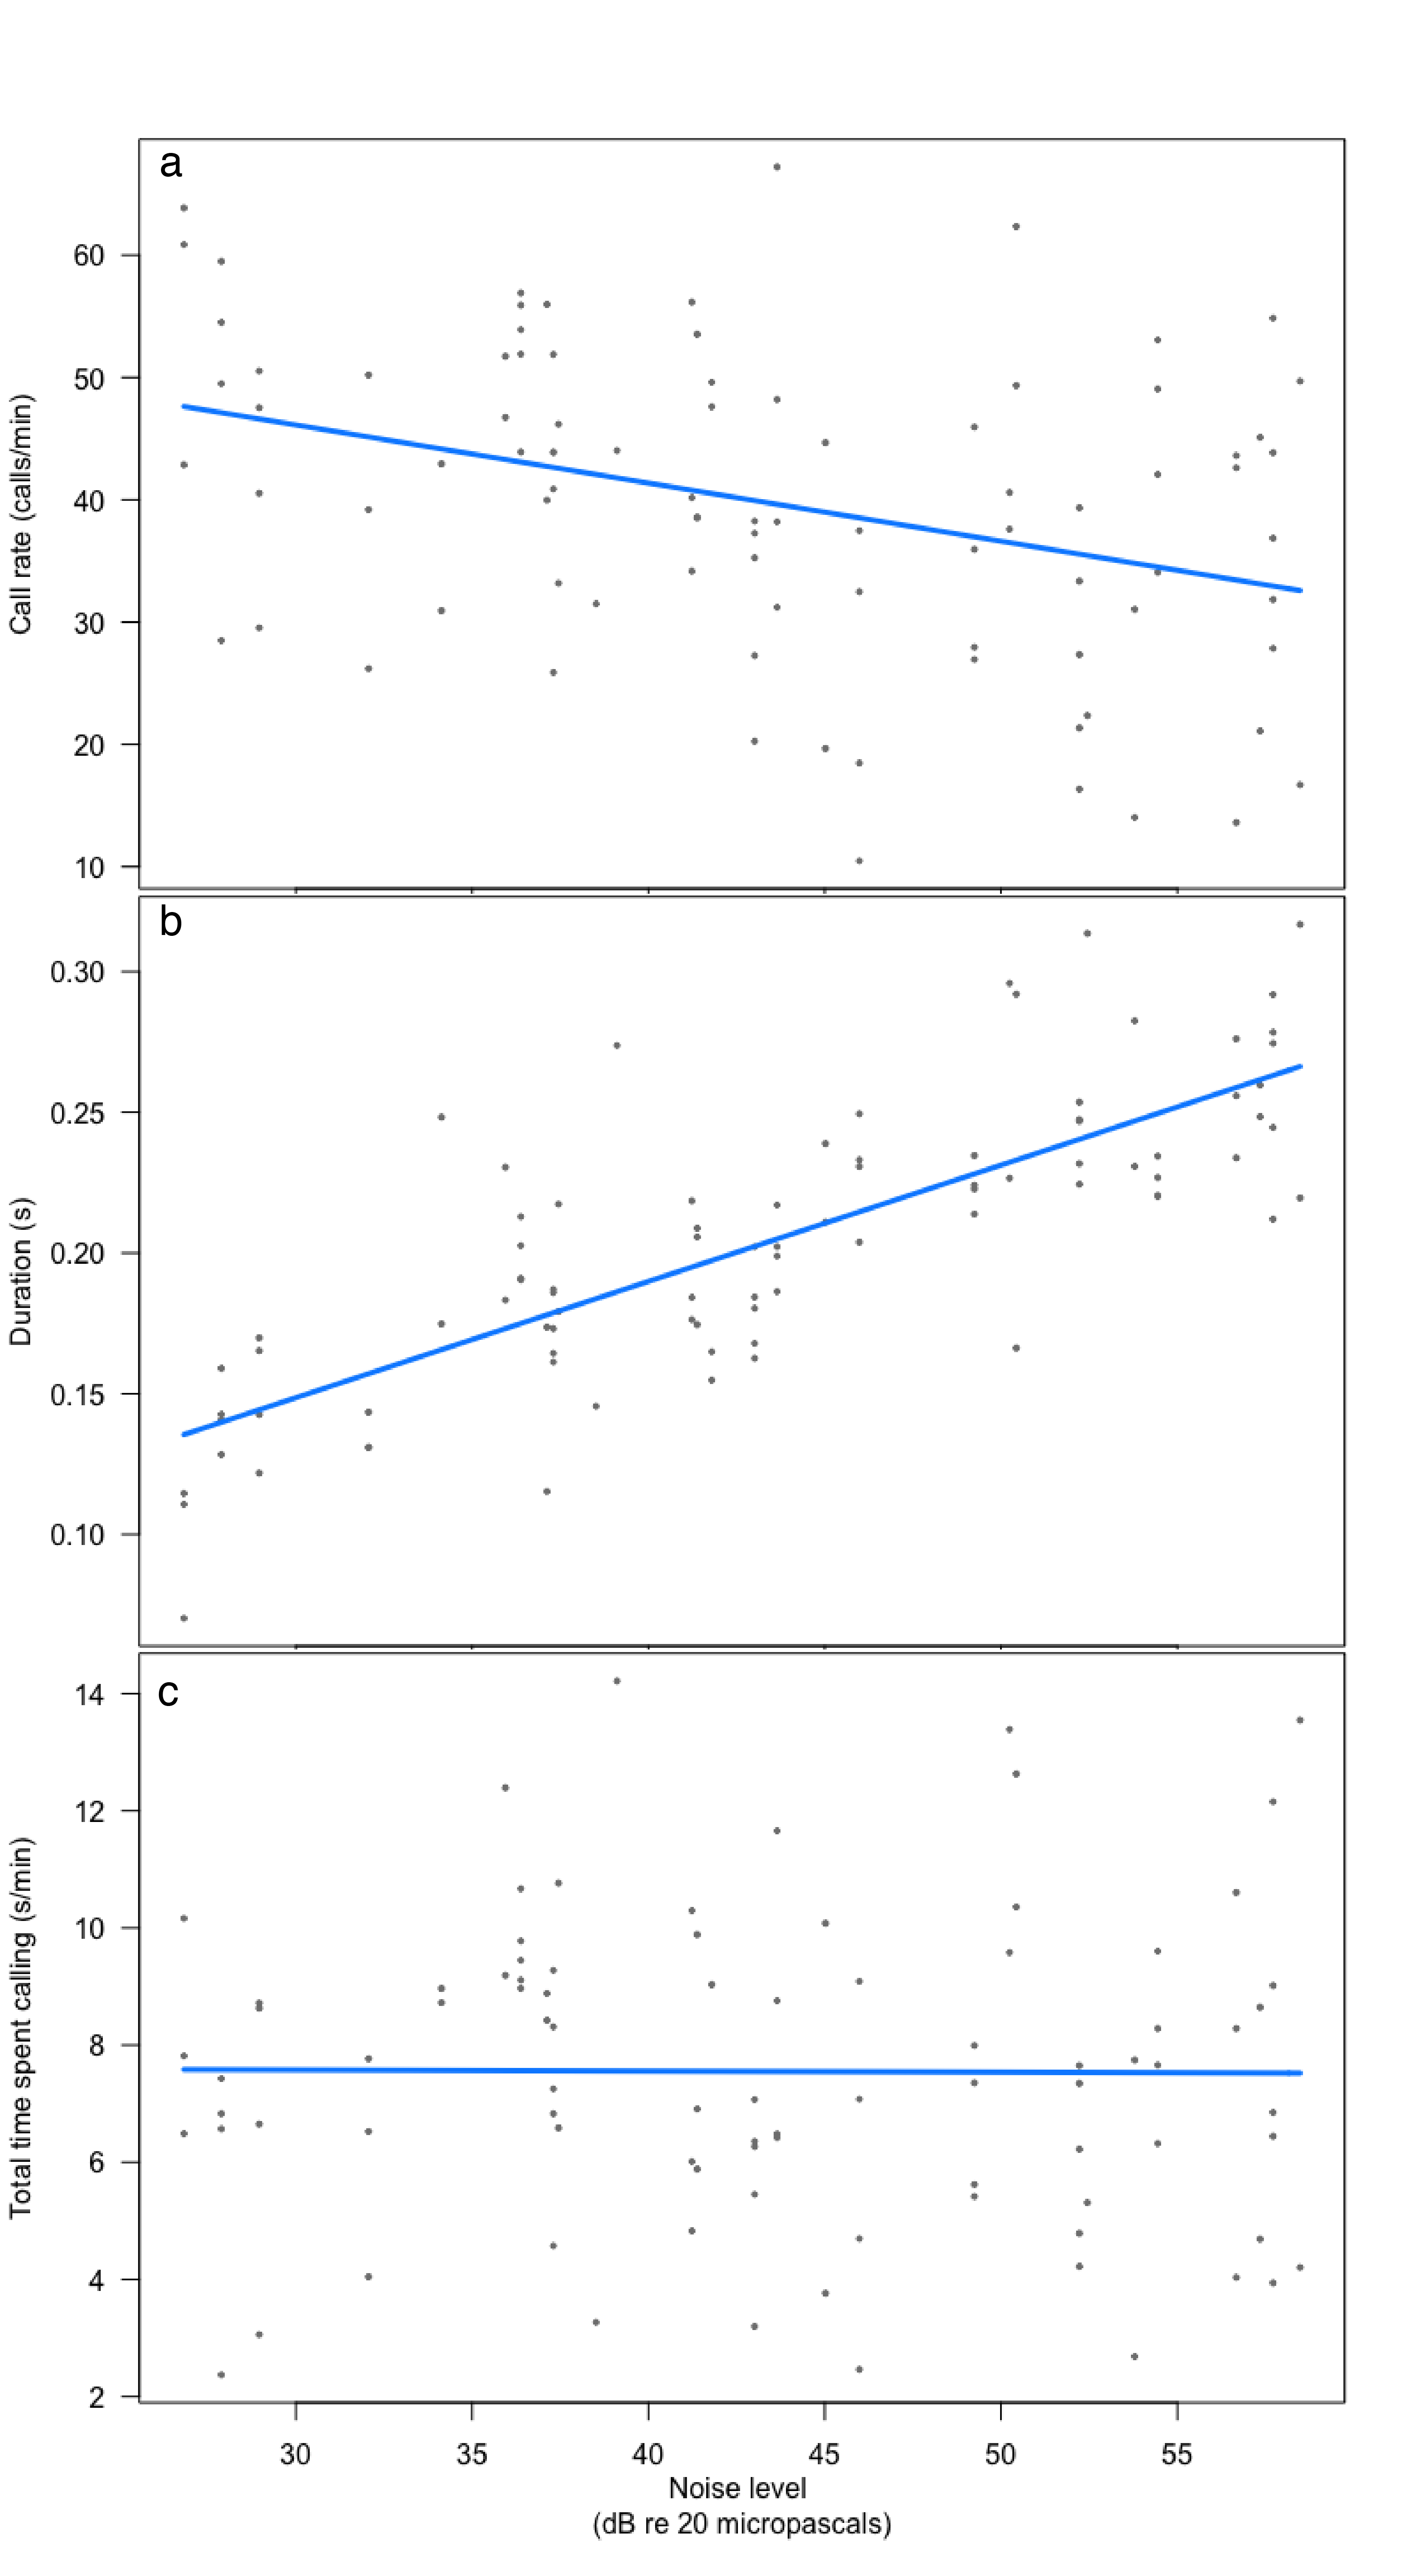 a
60
50
40
30
20
10
Call rate (calls/min)
b
0.30
0.25
0.20
0.15
0.10
Duration (s)
c
14
12
10
8
6
4
2
Total time spent calling (s/min)
30 35 40 45 50 55
Noise level
(dB re 20 micropascals)